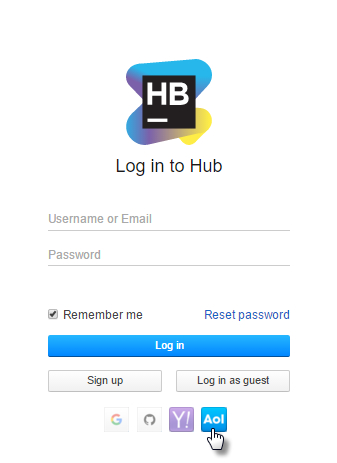 HB
Log in to Hub
Username or Email
Password
Remember me Reset password
Log in
Sign up Log in as guest
G Y! Aol